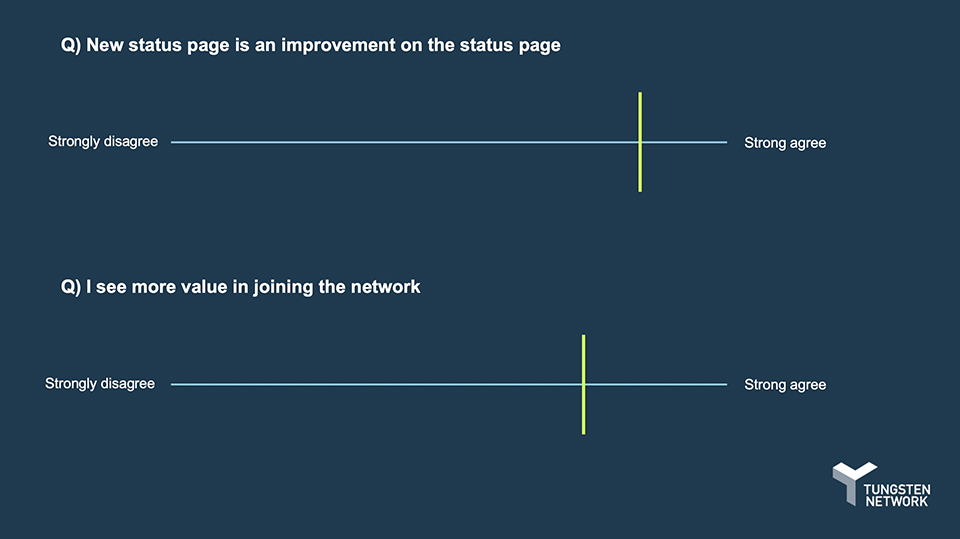 Q) New status page is an improvement on the status page
Strongly disagree
Strong agree
Q) I see more value in joining the network
Strongly disagree
Strong agree
TUNGSTEN
NETWORK